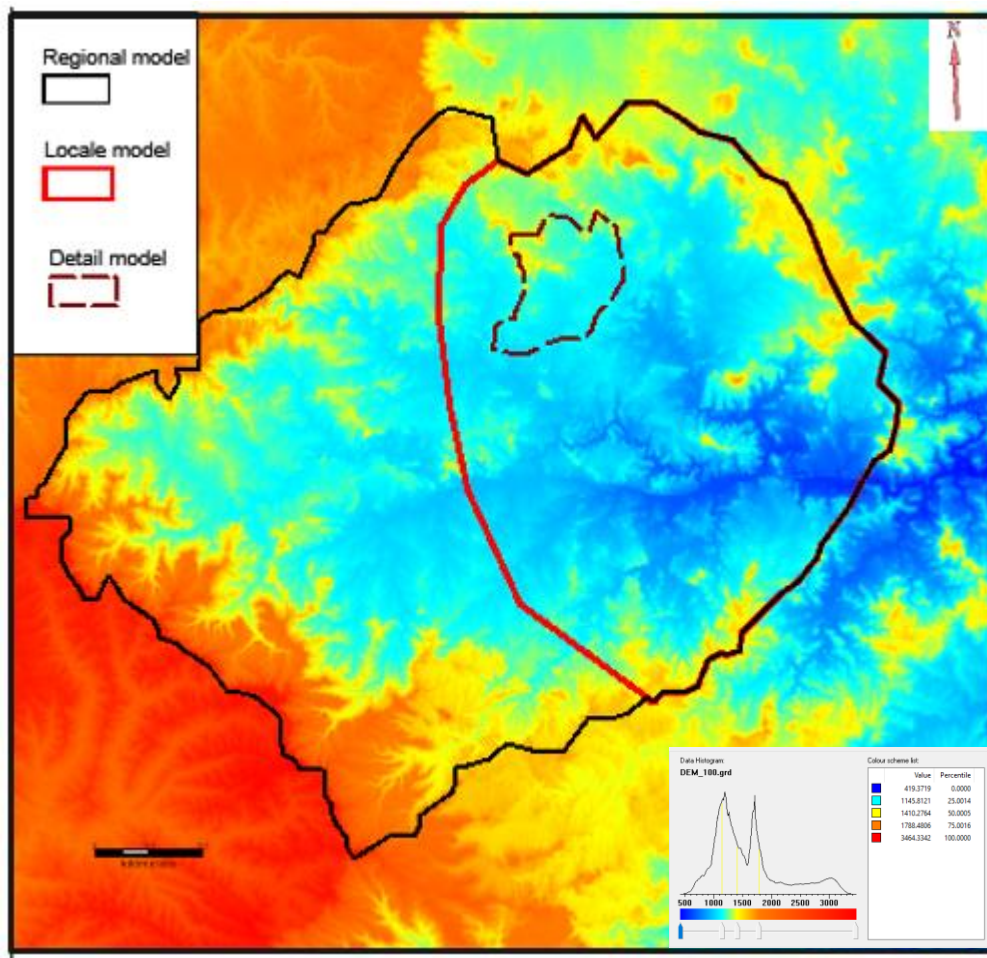 Regional model
Locale model
Detail model
N
Data Histogram:
DEM_100.grd
500 1000 1500 2000 2500 3000
Colour scheme list:
Value Percentile
419.3719 0.0000
1145.8121 25.0014
1410.2784 50.0005
1788.4806 75.0016
3464.3342 100.0000